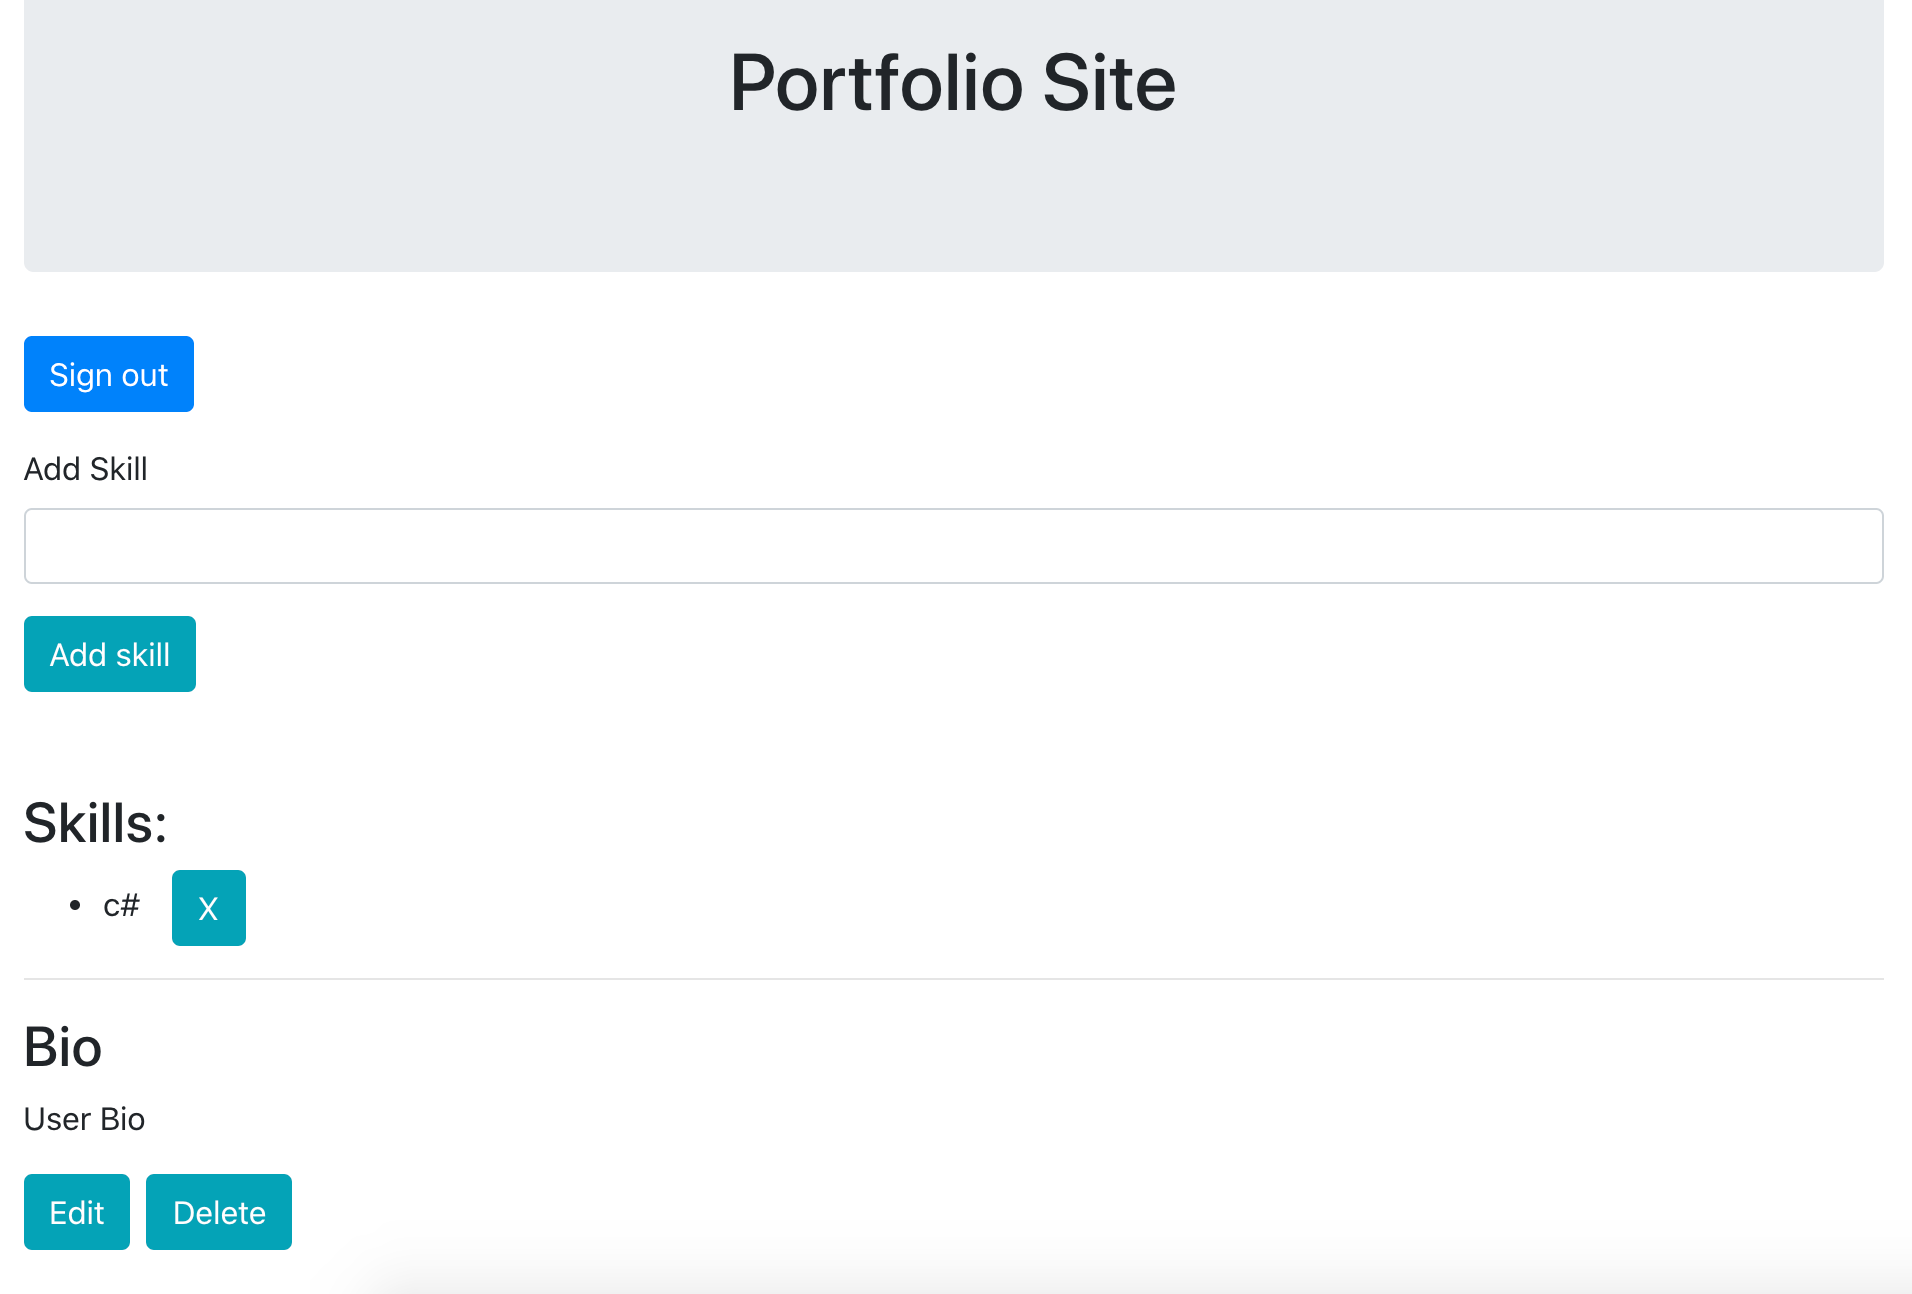 Portfolio Site
Sign out
Add Skill
Add skill
Skills:
• c# X
Bio
User Bio
Edit Delete